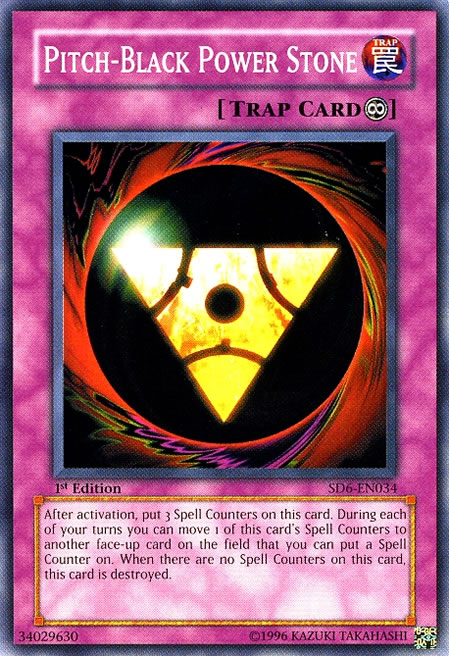 PITCH-BLACK POWER STONE
TRAP
罠
[TRAP CARD]
1st Edition
SD6-EN034
After activation, put 3 Spell Counters on this card. During each
of your turns you can move 1 of this card's Spell Counters to
another face-up card on the field that you can put a Spell
Counter on. When there are no Spell Counters on this card,
this card is destroyed.
34029630
©1996 KAZUKI TAKAHASHI